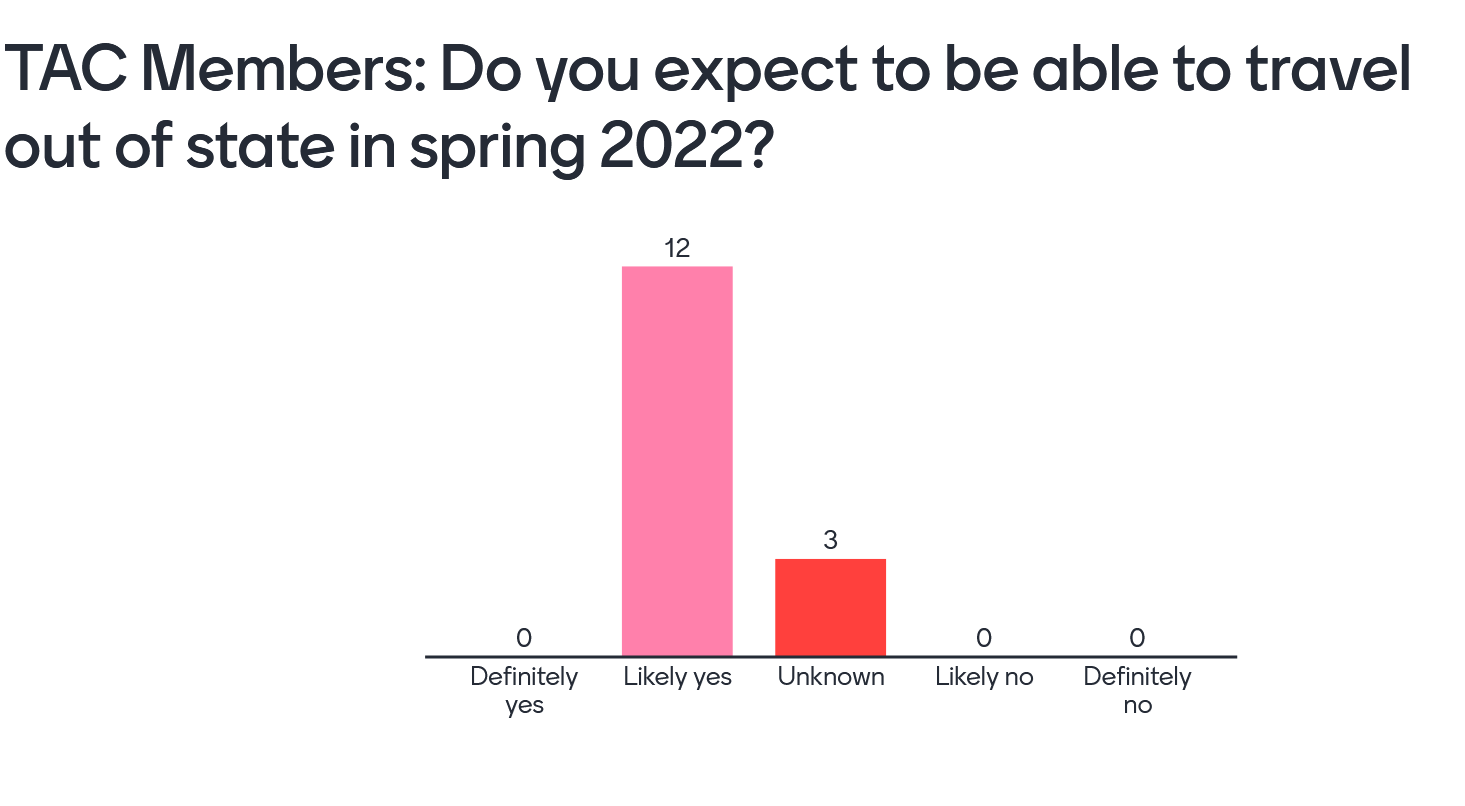 TAC Members: Do you expect to be able to travel
out of state in spring 2022?
12
3
0
0
0
Definitely
yes
Likely yes
Unknown
Likely no
Definitely
no